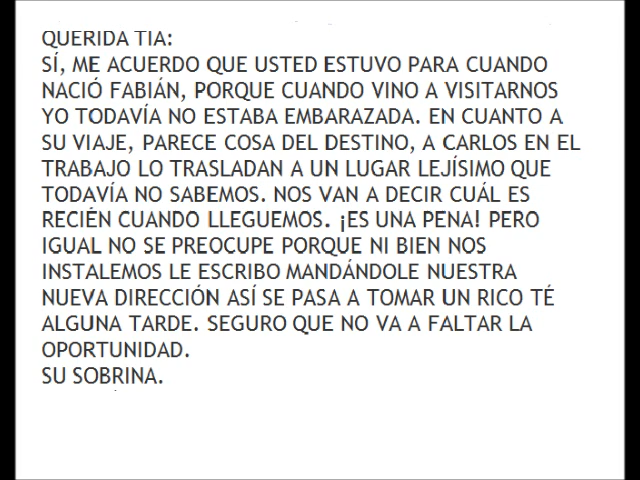 QUERIDA TIA:
SÍ, ME ACUERDO QUE USTED ESTUVO PARA CUANDO
NACIÓ FABIÁN, PORQUE CUANDO VINO A VISITARNOS
YO TODAVÍA NO ESTABA EMBARAZADA. EN CUANTO A
SU VIAJE, PARECE COSA DEL DESTINO, A CARLOS EN EL
TRABAJO LO TRASLADAN A UN LUGAR LEJÍSIMO QUE
TODAVÍA NO SABEMOS. NOS VAN A DECIR CUÁL ES
RECIÉN CUANDO LLEGUEMOS. ¡ES UNA PENA! PERO
IGUAL NO SE PREOCUPE PORQUE NI BIEN NOS
INSTALEMOS LE ESCRIBO MANDÁNDOLE NUESTRA
NUEVA DIRECCIÓN ASÍ SE PASA A TOMAR UN RICO TÉ
ALGUNA TARDE. SEGURO QUE NO VA A FALTAR LA
OPORTUNIDAD.
SU SOBRINA.